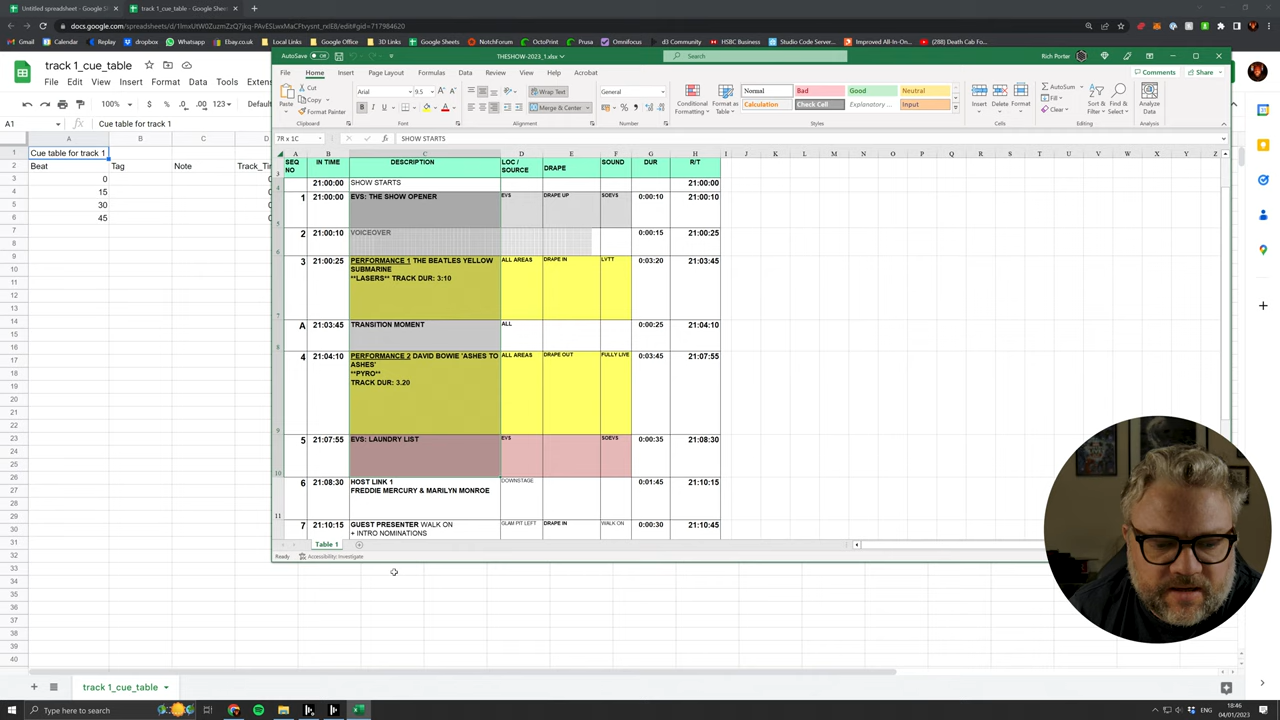 Untitled spreadsheet - Google S
track_cue_table - Google Sheets
docs.google.com/spreadsheets/d/1ImxUtW0ZuzmZzQ7jkq-PAvESLwxMaCFtvysnt_rxlE8/edit#gid=717984620
Gmail
Calendar
Replay
dropbox
Whatsapp
Ebay.co.uk
Local Links
Google Office
3D Links
Google Sheets
NotchForum
OctoPrint
Prusa
Omnifocus
d3 Community
HSBC Business
Studio Code Server...
Improved All-In-On...
(288) Death Cab Fo...
track 1_cue_table
File Edit View Insert Format Data
100% $ % .0 .00 123 Defaul
A1 Cue table for track 1
A B C D
Cue table for track 1
Beat Tag Note Track_Ti
0
15
30
45
AutoSave Off
THESHOW-2023_1.xlsx
Search
Rich Porter
File Home Insert Page Layout Formulas Data Review View Help Acrobat
Comments Share
Paste
Cut
Copy
Format Painter
Clipboard
Arial 9.5
B I U
Font
Wrap Text
Merge & Center
Alignment
General
Number
Conditional Formatting
Format as Table
Normal Bad Good Neutral
Calculation Check Cell Explanatory ... Input
Styles
Insert Delete Format
Cells
AutoSum
Fill
Clear
Sort & Filter
Find & Select
Editing
Analyze Data
Analysis
7R x 1C SHOW STARTS
A B C D E F G H I J K L M N O P Q R S T U V W X Y Z
SEQ NO IN TIME DESCRIPTION LOC / SOURCE DRAPE SOUND DUR R/T
SHOW STARTS 21:00:00
1 21:00:00 EVS: THE SHOW OPENER EVS DRAPE UP SOEVS 0:00:10 21:00:10
2 21:00:10 VOICEOVER 0:00:15 21:00:25
3 21:00:25 PERFORMANCE 1 THE BEATLES YELLOW ALL AREAS DRAPE IN LVTT 0:03:20 21:03:45
SUBMARINE
**LASERS** TRACK DUR: 3:10
A 21:03:45 TRANSITION MOMENT ALL 0:00:25 21:04:10
4 21:04:10 PERFORMANCE 2 DAVID BOWIE 'ASHES TO ALL AREAS DRAPE OUT FULLY LIVE 0:03:45 21:07:55
ASHES'
**PYRO**
TRACK DUR: 3.20
5 21:07:55 EVS: LAUNDRY LIST EVS SOEVS 0:00:35 21:08:30
6 21:08:30 HOST LINK 1 DOWNSTAGE 0:01:45 21:10:15
FREDDIE MERCURY & MARILYN MONROE
7 21:10:15 GUEST PRESENTER WALK ON GLAM PIT LEFT DRAPE IN WALK ON 0:00:30 21:10:45
+ INTRO NOMINATIONS
Table 1
Ready Accessibility: Investigate
track 1_cue_table
Type here to search
ENG
18:46
04/01/2023